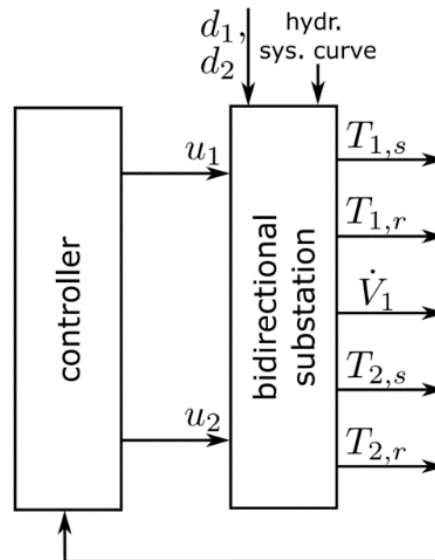 d₁,
d₂
hydr.
sys. curve
controller
u₁
u₂
bidirectional
substation
T₁,ₛ
T₁,ᵣ
V̇₁
T₂,ₛ
T₂,ᵣ